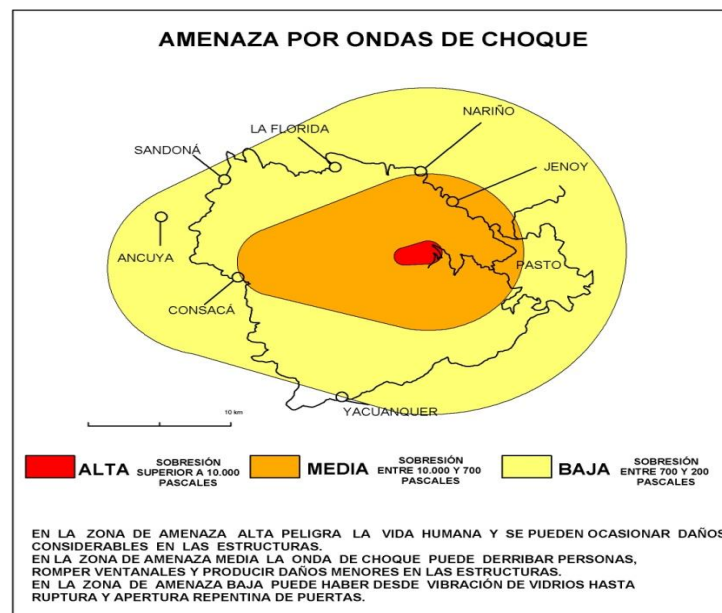 AMENAZA POR ONDAS DE CHOQUE
NARIÑO
LA FLORIDA
SANDONÁ
JENOY
ANCUYA
PASTO
CONSACÁ
10 km
YACUANQUER
ALTA
SOBRESIÓN
SUPERIOR A 10.000
PASCALES
MEDIA
SOBRESIÓN
ENTRE 10.000 Y 700
PASCALES
BAJA
SOBRESIÓN
ENTRE 700 Y 200
PASCALES
EN LA ZONA DE AMENAZA ALTA PELIGRA LA VIDA HUMANA Y SE PUEDEN OCASIONAR DAÑOS
CONSIDERABLES EN LAS ESTRUCTURAS.
EN LA ZONA DE AMENAZA MEDIA LA ONDA DE CHOQUE PUEDE DERRIBAR PERSONAS,
ROMPER VENTANALES Y PRODUCIR DAÑOS MENORES EN LAS ESTRUCTURAS.
EN LA ZONA DE AMENAZA BAJA PUEDE HABER DESDE VIBRACIÓN DE VIDRIOS HASTA
RUPTURA Y APERTURA REPENTINA DE PUERTAS.